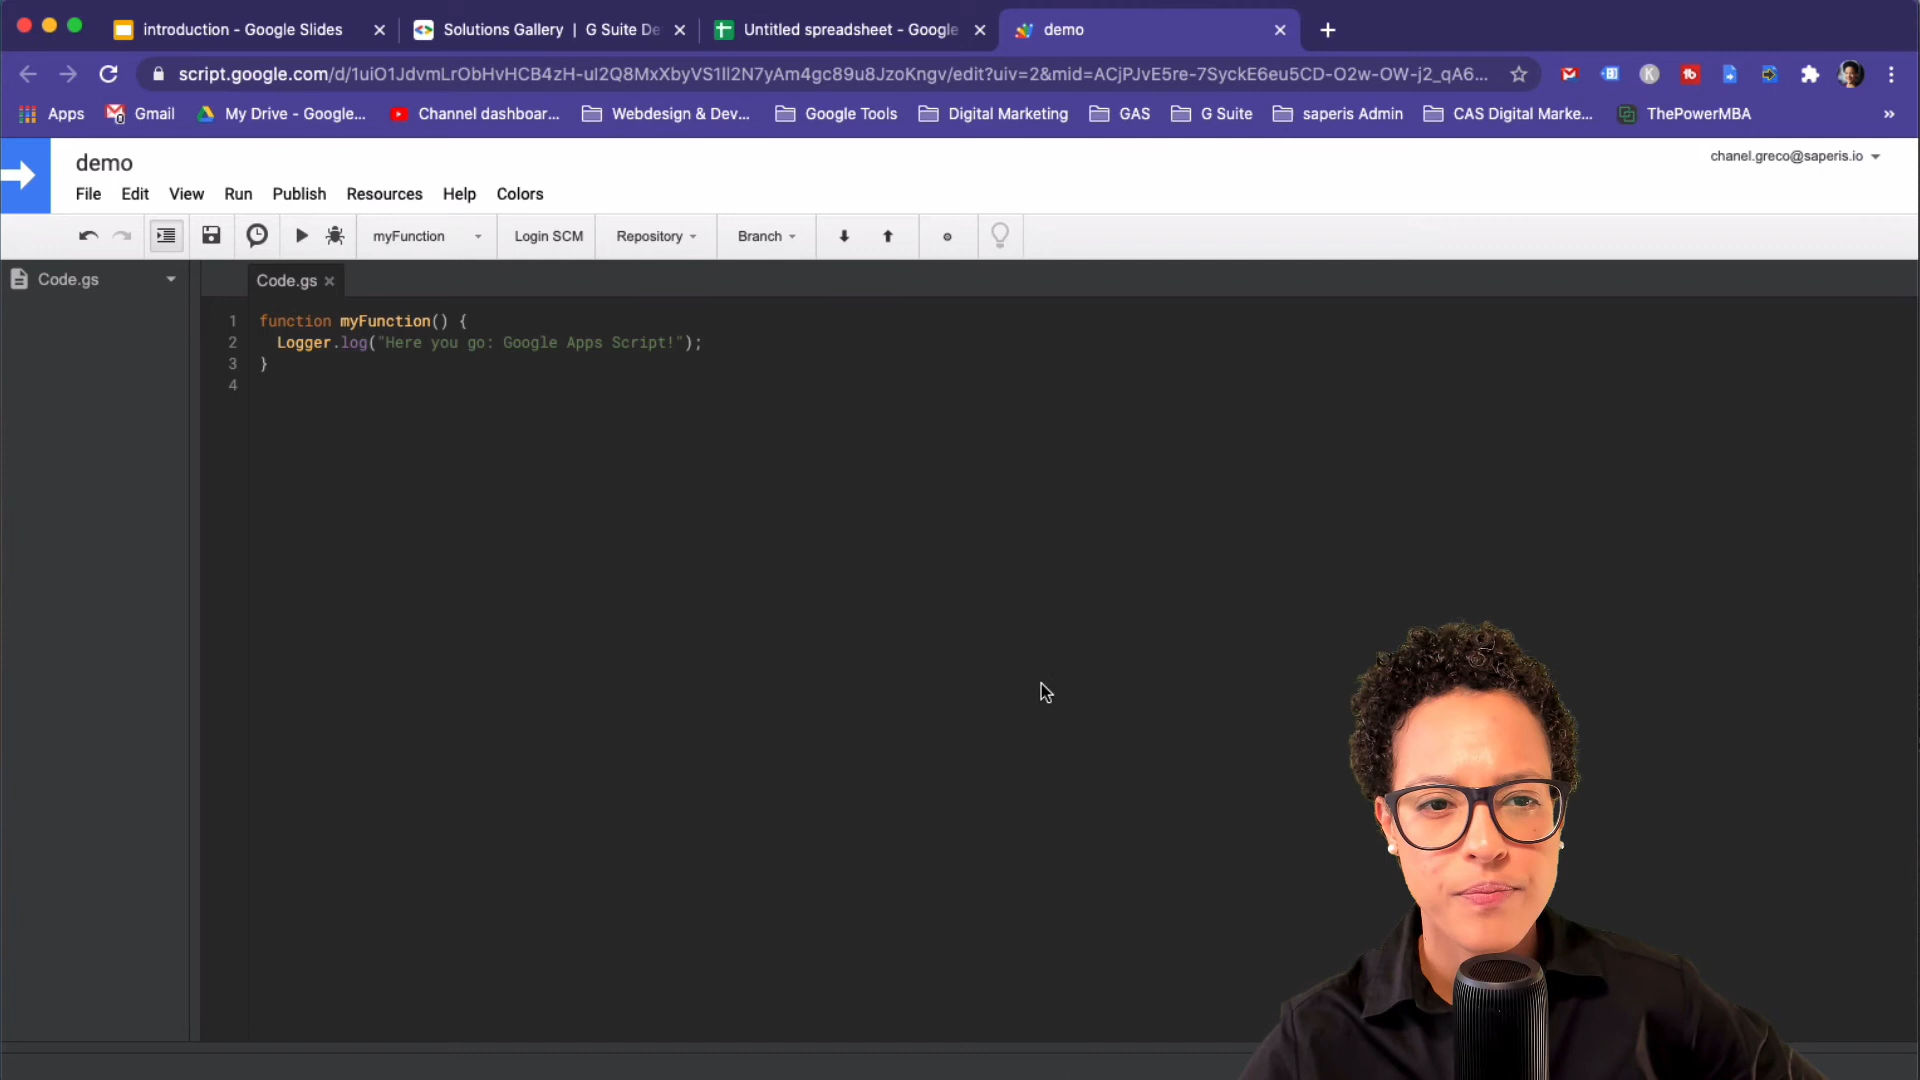 introduction - Google Slides
Solutions Gallery | G Suite De
Untitled spreadsheet - Google
demo
script.google.com/d/1uiO1JdvmLrObHvHCB4zH-uI2Q8MxXbyVS1Il2N7yAm4gc89u8JzoKngv/edit?uiv=2&mid=ACjPJvE5re-7SyckE6eu5CD-O2w-OW-j2_qA6...
Apps
Gmail
My Drive - Google...
Channel dashboar...
Webdesign & Dev...
Google Tools
Digital Marketing
GAS
G Suite
saperis Admin
CAS Digital Marke...
ThePowerMBA
»
demo
chanel.greco@saperis.io
File Edit View Run Publish Resources Help Colors
myFunction
Login SCM
Repository
Branch
Code.gs
Code.gs
1 function myFunction() {
2 Logger.log("Here you go: Google Apps Script!");
3 }
4